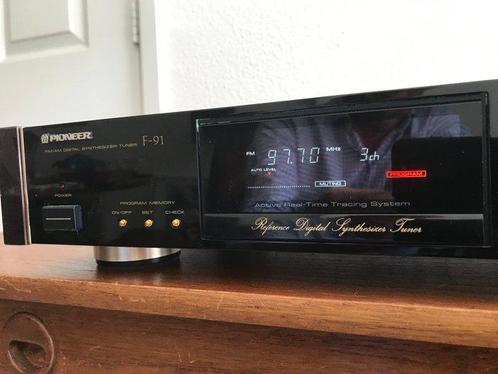 PIONEER
FM/AM DIGITAL SYNTHESIZER TUNER
F-91
POWER
PROGRAM MEMORY
ON/OFF SET CHECK
FM 97.70 MHz 3ch
AUTO LEVEL
PROGRAM
MUTING
Active Real-Time Tracing System
Reference Digital Synthesizer Tuner